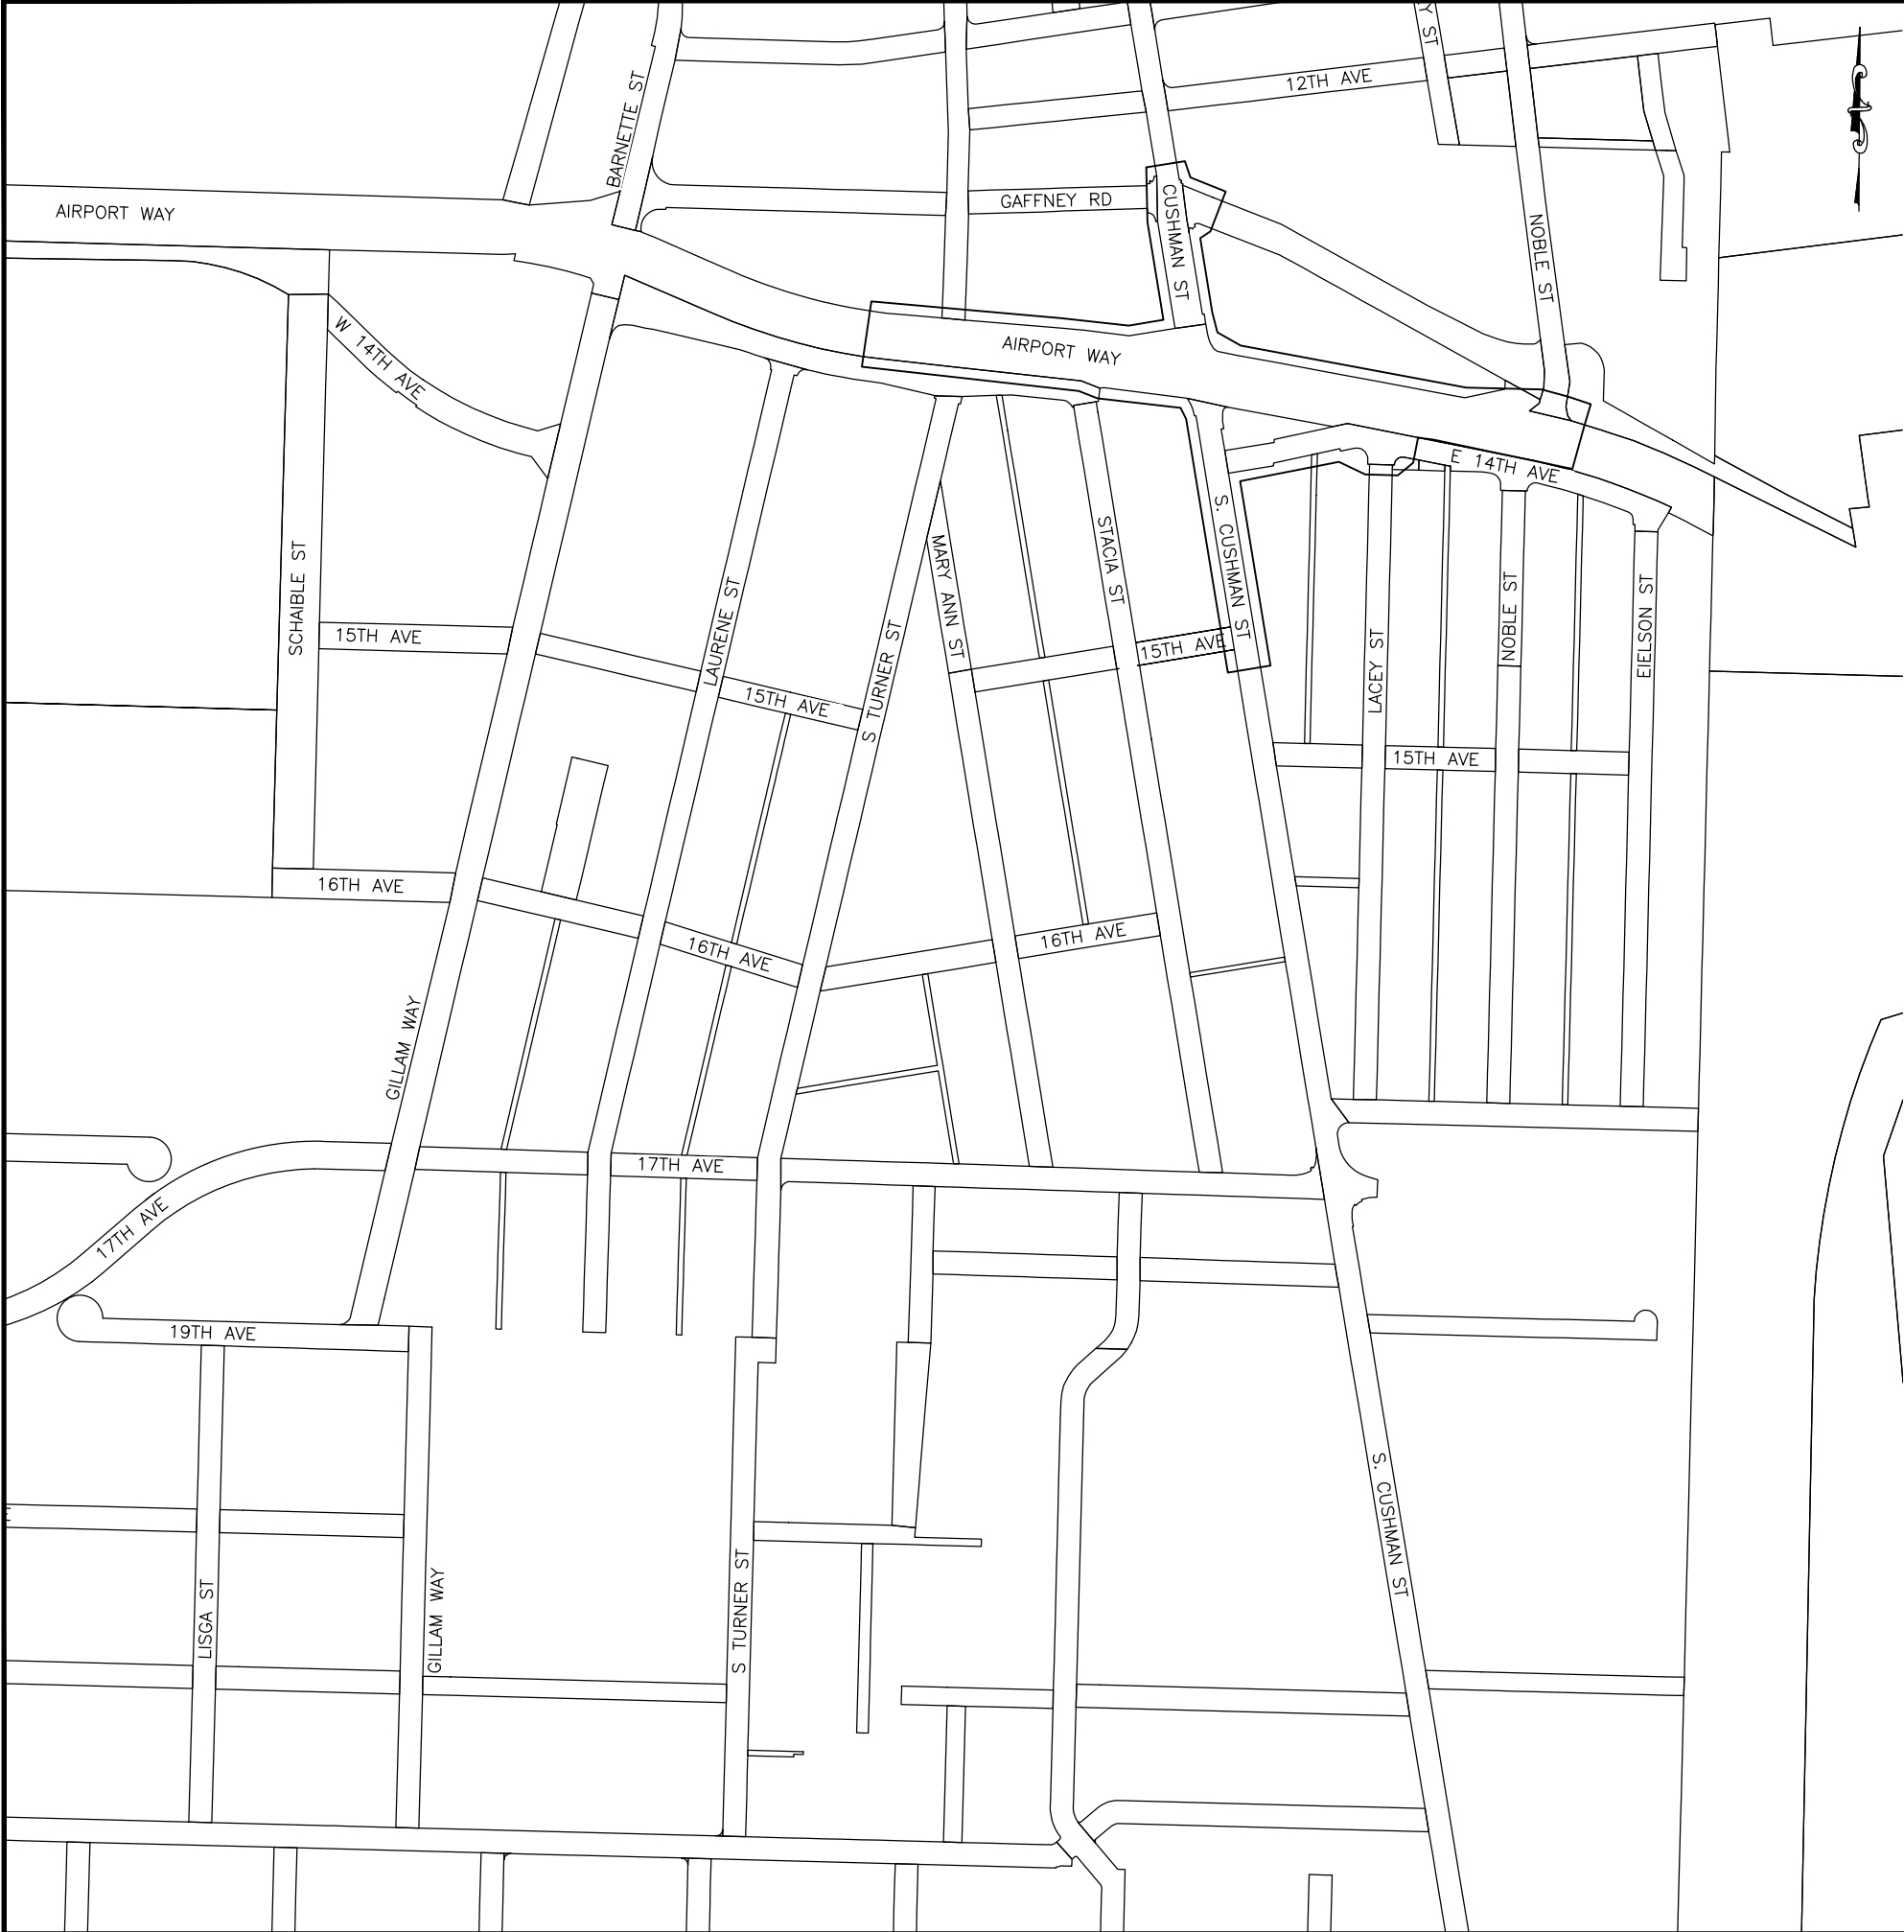 Y ST
12TH AVE
BARNETTE ST
GAFFNEY RD
CUSHMAN ST
AIRPORT WAY
NOBLE ST
AIRPORT WAY
W 14TH AVE
E 14TH AVE
SCHAIBLE ST
15TH AVE
LAURENE ST
15TH AVE
S TURNER ST
MARY ANN ST
STACIA ST
15TH AVE
S. CUSHMAN ST
LACEY ST
NOBLE ST
EIELSON ST
15TH AVE
16TH AVE
16TH AVE
16TH AVE
GILLAM WAY
17TH AVE
17TH AVE
19TH AVE
S. CUSHMAN ST
LISGA ST
GILLAM WAY
S TURNER ST